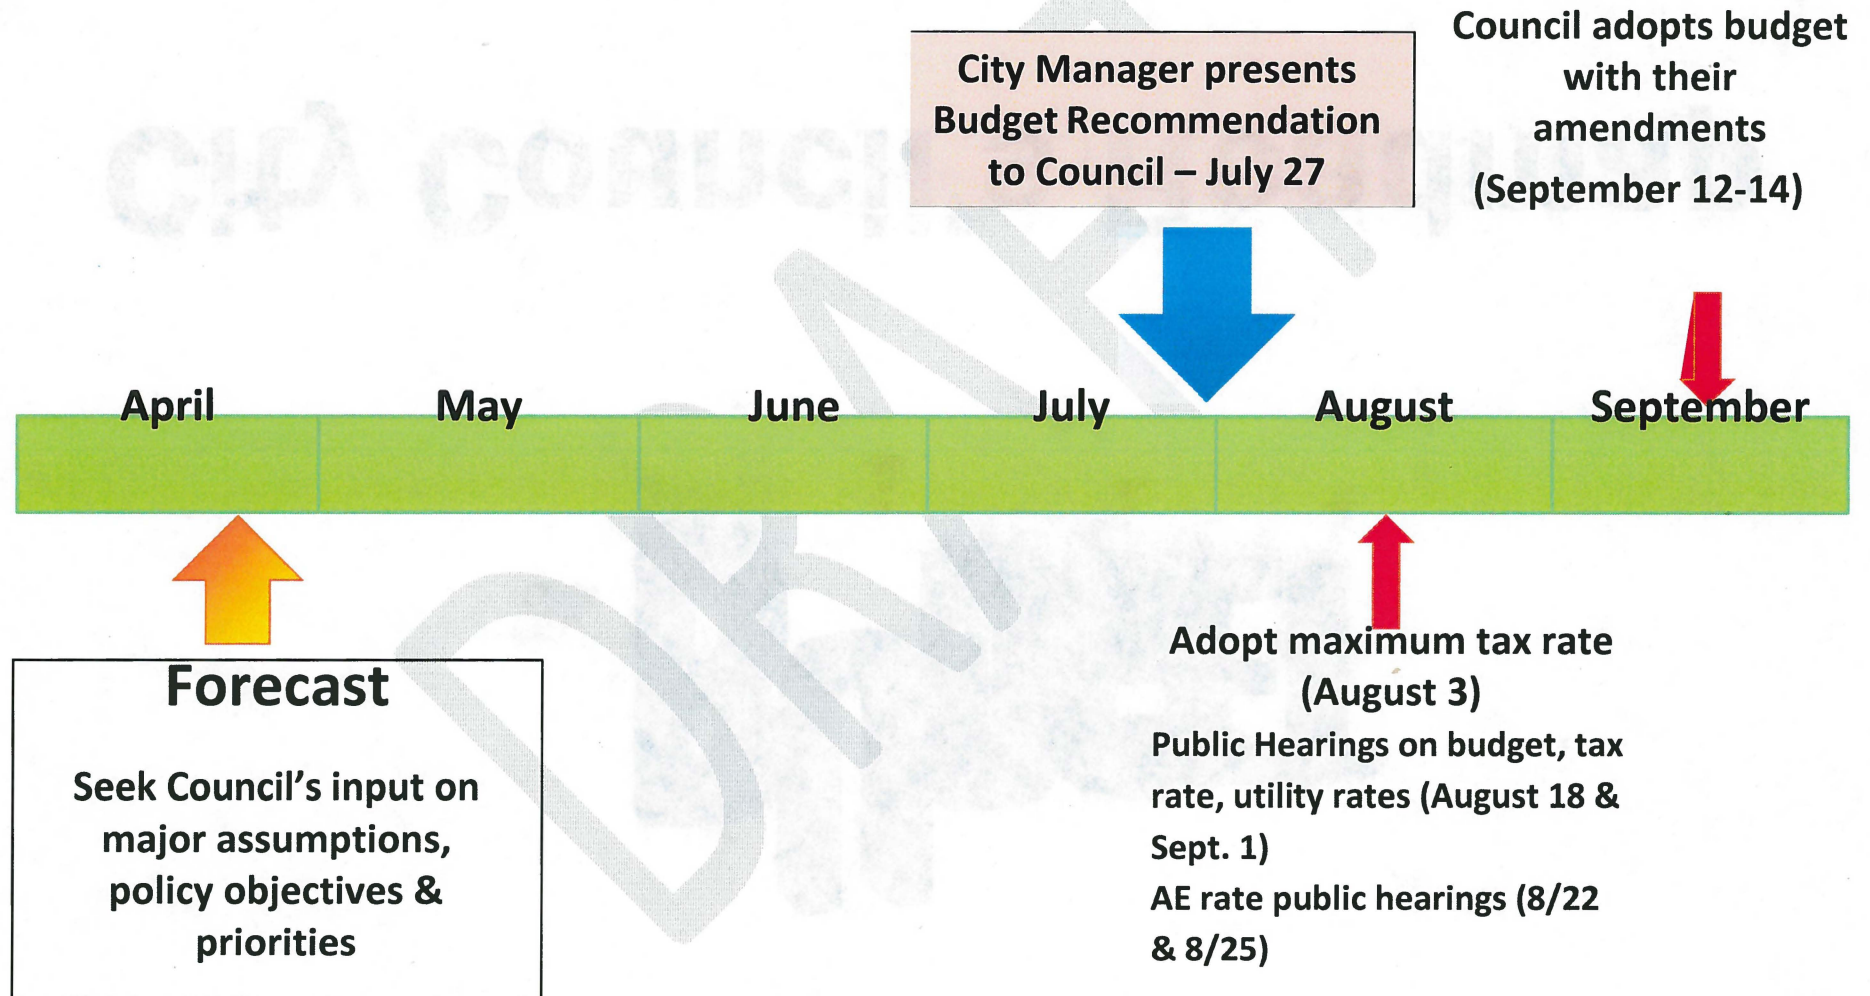 City Manager presents
Budget Recommendation
to Council – July 27
Council adopts budget
with their
amendments
(September 12-14)
April May June July August September
Forecast
Seek Council's input on
major assumptions,
policy objectives &
priorities
Adopt maximum tax rate
(August 3)
Public Hearings on budget, tax
rate, utility rates (August 18 &
Sept. 1)
AE rate public hearings (8/22
& 8/25)
DRAFT